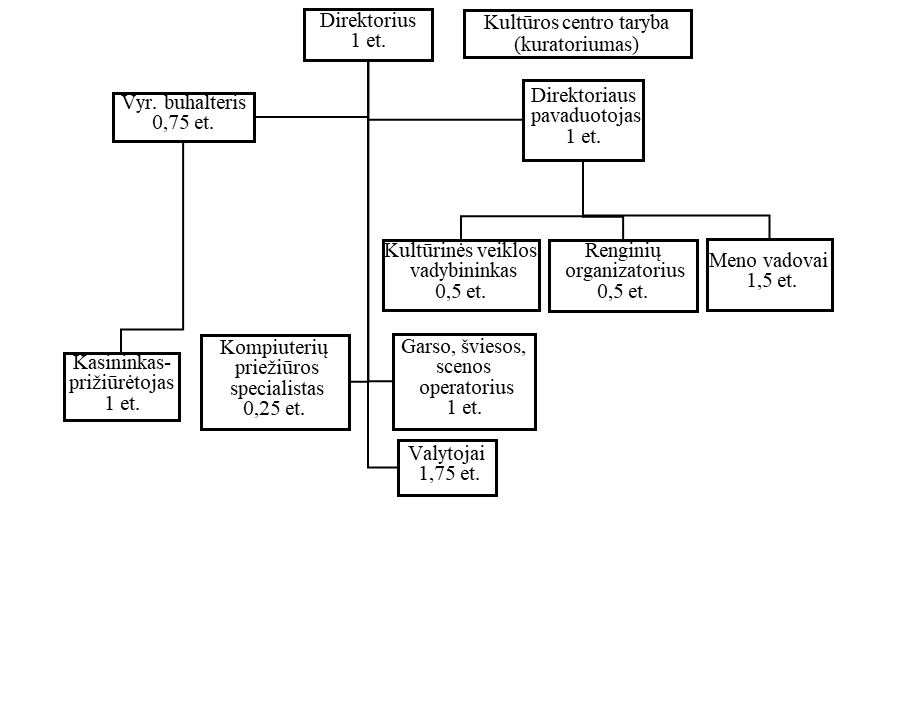 Direktorius
1 et.
Kultūros centro taryba
(kuratoriumas)
Vyr. buhalteris
0,75 et.
Direktoriaus
pavaduotojas
1 et.
Kultūrinės veiklos
vadybininkas
0,5 et.
Renginių
organizatorius
0,5 et.
Meno vadovai
1,5 et.
Kasininkas-
prižiūrėtojas
1 et.
Kompiuterių
priežiūros
specialistas
0,25 et.
Garso, šviesos,
scenos
operatorius
1 et.
Valytojai
1,75 et.